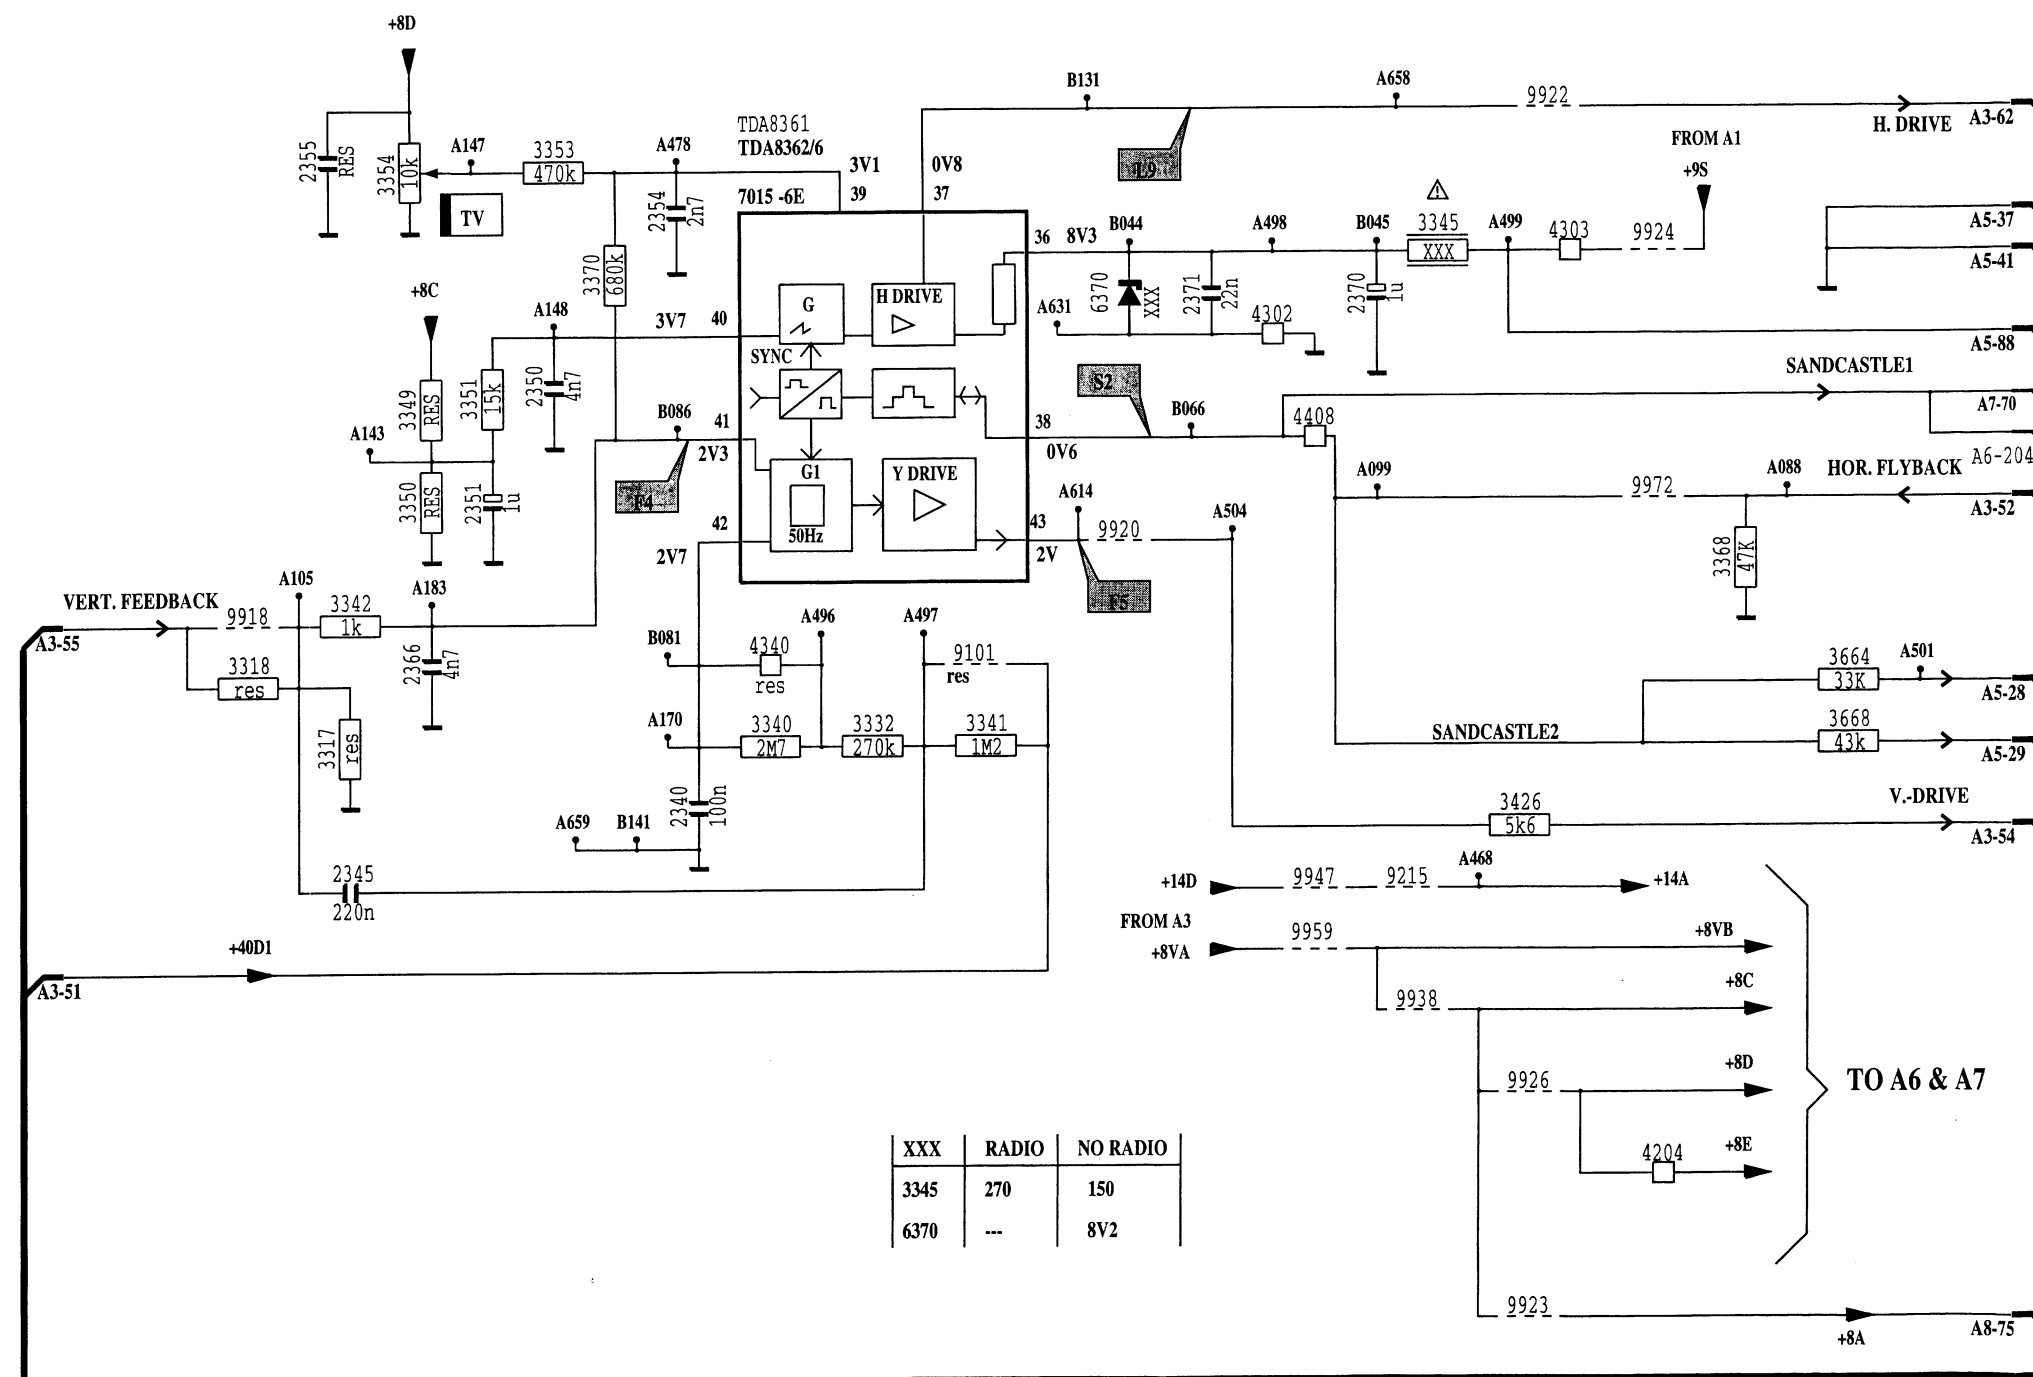 +8D
2355
RES
3354
10k
A147
3353
470k
A478
TDA8361
TDA8362/6
3V1
39
0V8
37
7015 -6E
TV
2354
2n7
B131
A658
9922
L9
H. DRIVE
A3-62
FROM A1
+9S
36
8V3
B044
A498
B045
3345
XXX
A499
4303
9924
A5-37
A5-41
A5-88
3370
680k
G
H DRIVE
6370
XXX
2371
22n
2370
1u
A631
4302
+8C
A148
3V7
40
SYNC
3349
RES
3351
15k
2350
4n7
A143
B086
41
2V3
F4
3350
RES
2351
1u
S2
B066
38
0V6
4408
SANDCASTLE1
A7-70
A6-204
G1
50Hz
Y DRIVE
42
2V7
43
2V
A614
9920
F5
A504
A099
9972
A088
HOR. FLYBACK
A3-52
3368
47K
VERT. FEEDBACK
A3-55
9918
A105
3342
1k
A183
2366
4n7
3318
res
3317
res
B081
4340
res
A496
A497
9101
res
A170
3340
2M7
3332
270k
3341
1M2
2340
100n
A659
B141
2345
220n
3664
33K
A501
A5-28
SANDCASTLE2
3668
43k
A5-29
3426
5k6
V.-DRIVE
A3-54
+40D1
A3-51
+14D
9947
9215
A468
+14A
FROM A3
+8VA
9959
+8VB
9938
+8C
9926
+8D
4204
+8E
TO A6 & A7
9923
+8A
A8-75
XXX RADIO NO RADIO
3345 270 150
6370 --- 8V2